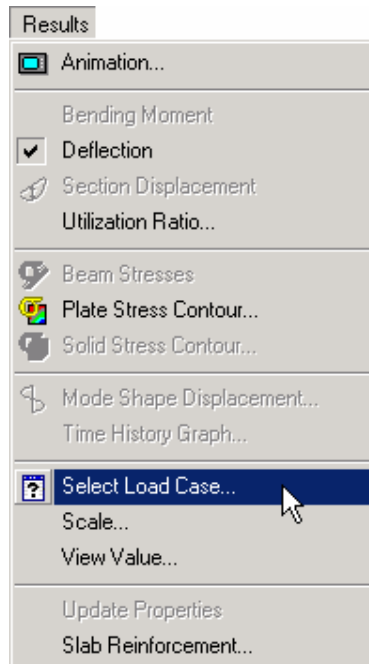 Results
Animation...
Bending Moment
Deflection
Section Displacement
Utilization Ratio...
Beam Stresses
Plate Stress Contour...
Solid Stress Contour...
Mode Shape Displacement...
Time History Graph...
Select Load Case...
Scale...
View Value...
Update Properties
Slab Reinforcement...